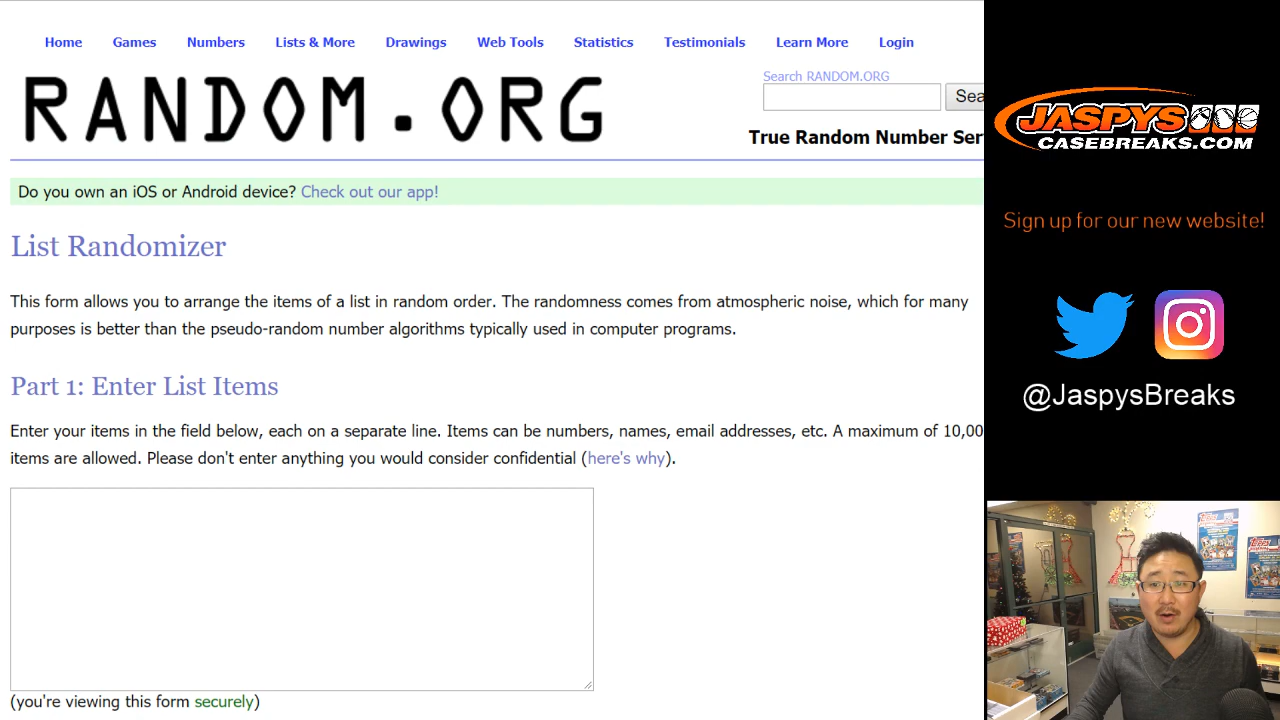 Home Games Numbers Lists & More Drawings Web Tools Statistics Testimonials Learn More Login
RANDOM.ORG
Search RANDOM.ORG
Sea
True Random Number Ser
Do you own an iOS or Android device? Check out our app!
List Randomizer
This form allows you to arrange the items of a list in random order. The randomness comes from atmospheric noise, which for many
purposes is better than the pseudo-random number algorithms typically used in computer programs.
Part 1: Enter List Items
Enter your items in the field below, each on a separate line. Items can be numbers, names, email addresses, etc. A maximum of 10,00
items are allowed. Please don't enter anything you would consider confidential (here's why).
(you're viewing this form securely)
JASPYS
CASEBREAKS.COM
Sign up for our new website!
@JaspysBreaks